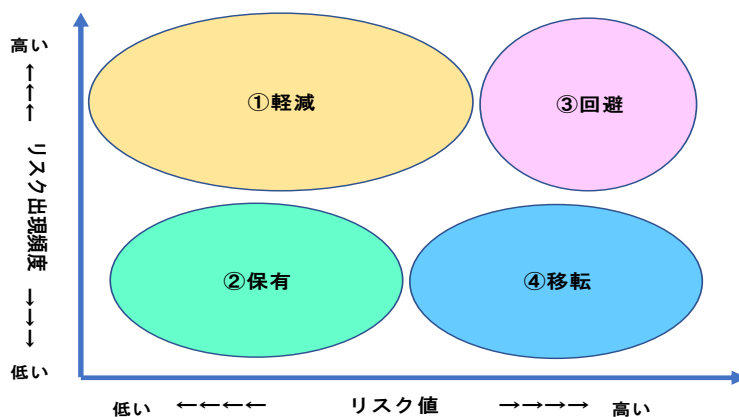 高い
←←←
リスク出現頻度
→→→
低い
①軽減
③回避
②保有
④移転
低い ←←←← リスク値 →→→→ 高い